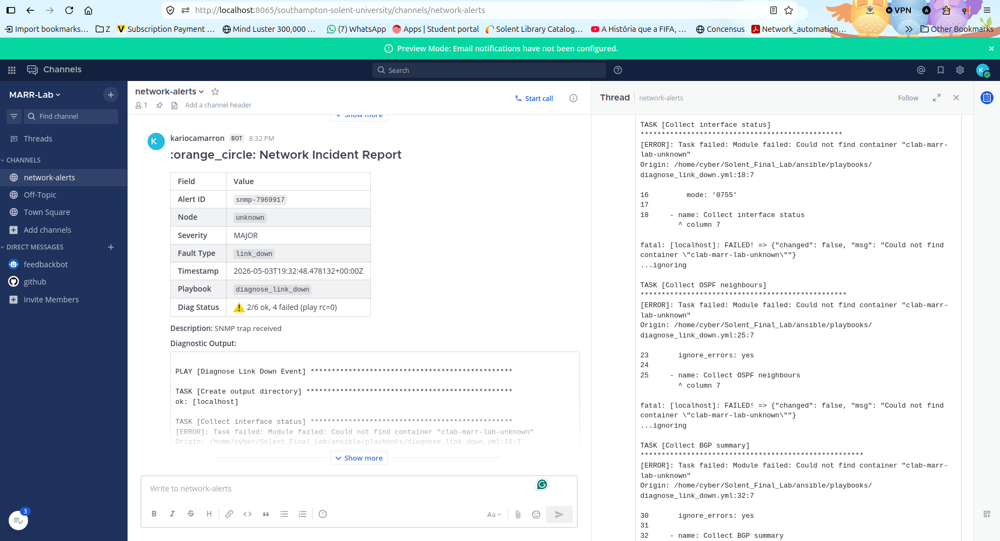 http://localhost:8065/southampton-solent-university/channels/network-alerts
VPN
Import bookmarks...
Z
Subscription Payment ...
Mind Luster 300,000 ...
(7) WhatsApp
Apps | Student portal
Solent Library Catalog...
A História que a FIFA, ...
Concensus
Network_automation...
Other Bookmarks
Preview Mode: Email notifications have not been configured.
Channels
Search
K
MARR-Lab
Find channel
Threads
CHANNELS
network-alerts
Off-Topic
Town Square
Add channels
DIRECT MESSAGES
feedbackbot
github
Invite Members
3
network-alerts
1
Add a channel header
Start call
Show more
K
kariocamarron BOT 8:32 PM
:orange_circle: Network Incident Report
Field Value
Alert ID snmp-7969917
Node unknown
Severity MAJOR
Fault Type link_down
Timestamp 2026-05-03T19:32:48.478132+00:00Z
Playbook diagnose_link_down
Diag Status 2/6 ok, 4 failed (play rc=0)
Description: SNMP trap received
Diagnostic Output:
PLAY [Diagnose Link Down Event] ************************************************
TASK [Create output directory] *************************************************
ok: [localhost]
TASK [Collect interface status] ************************************************
[ERROR]: Task failed: Module failed: Could not find container "clab-marr-lab-unknown"
Origin: /home/cyber/Solent_Final_Lab/ansible/playbooks/diagnose_link_down.yml:18:7
Show more
Write to network-alerts
Aa
Thread
network-alerts
Follow
TASK [Collect interface status]
************************************************
[ERROR]: Task failed: Module failed: Could not find container "clab-marr-
lab-unknown"
Origin: /home/cyber/Solent_Final_Lab/ansible/playbooks/
diagnose_link_down.yml:18:7
16         mode: '0755'
17
18     - name: Collect interface status
         ^ column 7
fatal: [localhost]: FAILED! => {"changed": false, "msg": "Could not find
container \"clab-marr-lab-unknown\""}
...ignoring
TASK [Collect OSPF neighbours]
*************************************************
[ERROR]: Task failed: Module failed: Could not find container "clab-marr-
lab-unknown"
Origin: /home/cyber/Solent_Final_Lab/ansible/playbooks/
diagnose_link_down.yml:25:7
23       ignore_errors: yes
24
25     - name: Collect OSPF neighbours
         ^ column 7
fatal: [localhost]: FAILED! => {"changed": false, "msg": "Could not find
container \"clab-marr-lab-unknown\""}
...ignoring
TASK [Collect BGP summary]
*****************************************************
[ERROR]: Task failed: Module failed: Could not find container "clab-marr-
lab-unknown"
Origin: /home/cyber/Solent_Final_Lab/ansible/playbooks/
diagnose_link_down.yml:32:7
30       ignore_errors: yes
31
32     - name: Collect BGP summary